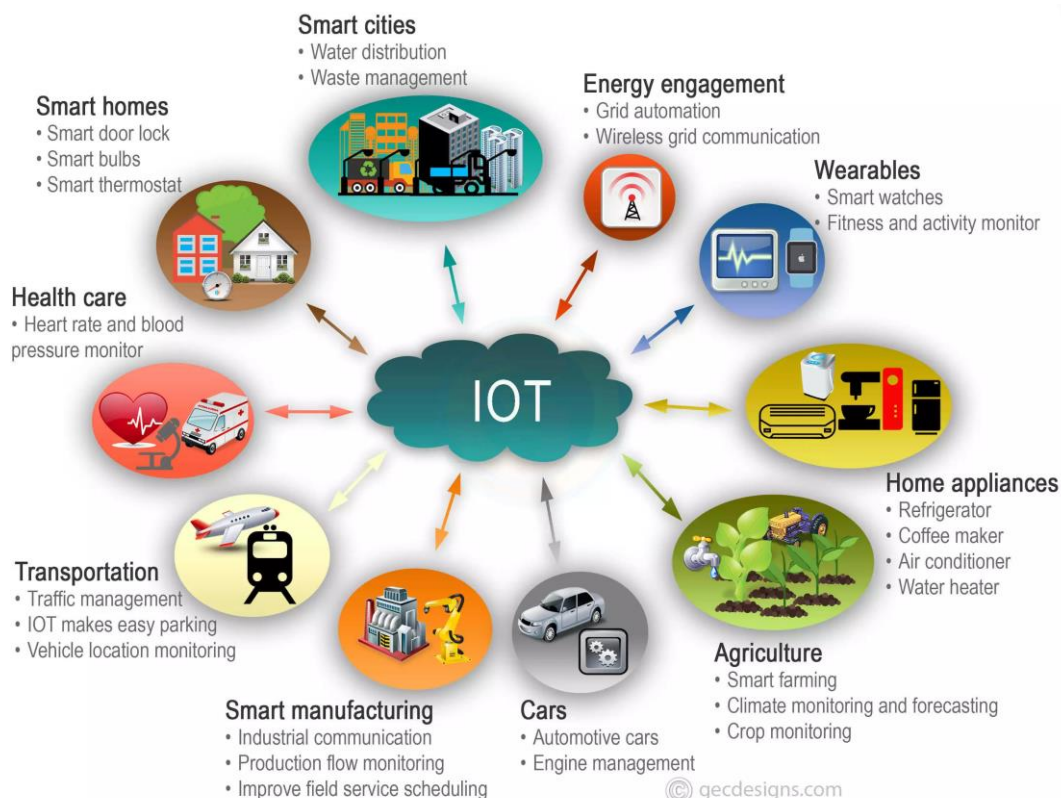 Smart cities
• Water distribution
• Waste management
Energy engagement
• Grid automation
• Wireless grid communication
Smart homes
• Smart door lock
• Smart bulbs
• Smart thermostat
Wearables
• Smart watches
• Fitness and activity monitor
Health care
• Heart rate and blood
pressure monitor
IOT
Home appliances
• Refrigerator
• Coffee maker
• Air conditioner
• Water heater
Transportation
• Traffic management
• IOT makes easy parking
• Vehicle location monitoring
Agriculture
• Smart farming
• Climate monitoring and forecasting
• Crop monitoring
Smart manufacturing
• Industrial communication
• Production flow monitoring
• Improve field service scheduling
Cars
• Automotive cars
• Engine management
© gecdesigns.com